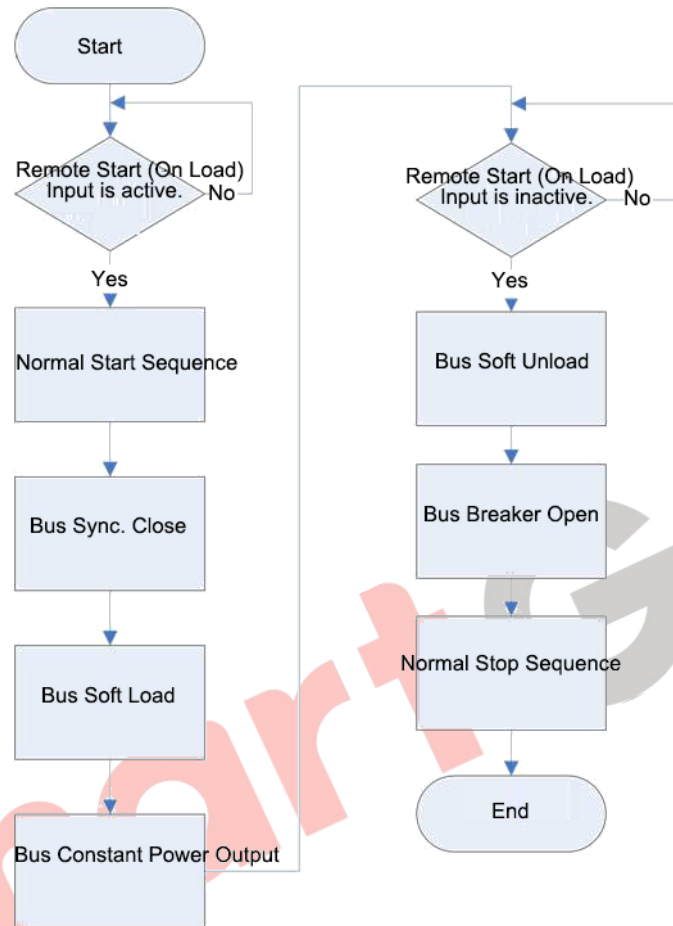 Start
Remote Start (On Load)
Input is active.
No
Yes
Normal Start Sequence
Bus Sync. Close
Bus Soft Load
Bus Constant Power Output
Remote Start (On Load)
Input is inactive.
No
Yes
Bus Soft Unload
Bus Breaker Open
Normal Stop Sequence
End